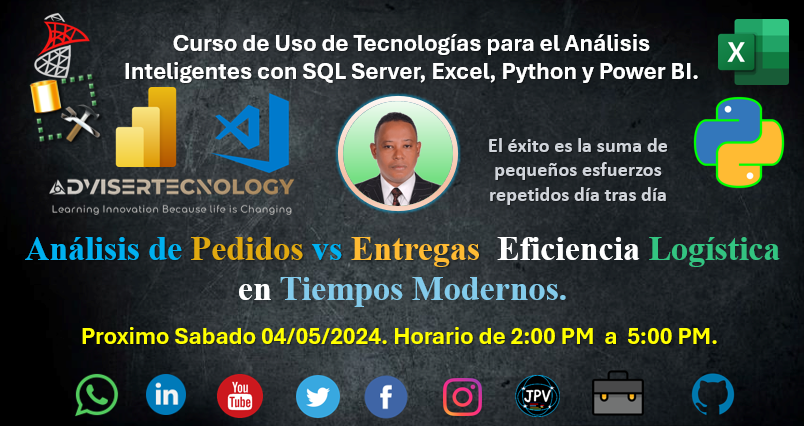 Curso de Uso de Tecnologías para el Análisis
Inteligentes con SQL Server, Excel, Python y Power BI.
X
ADVISERTECNOLOGY
Learning Innovation Because life is Changing
El éxito es la suma de
pequeños esfuerzos
repetidos día tras día
Análisis de Pedidos vs Entregas Eficiencia Logística
en Tiempos Modernos.
Proximo Sabado 04/05/2024. Horario de 2:00 PM a 5:00 PM.
in
You
Tube
f
JPV